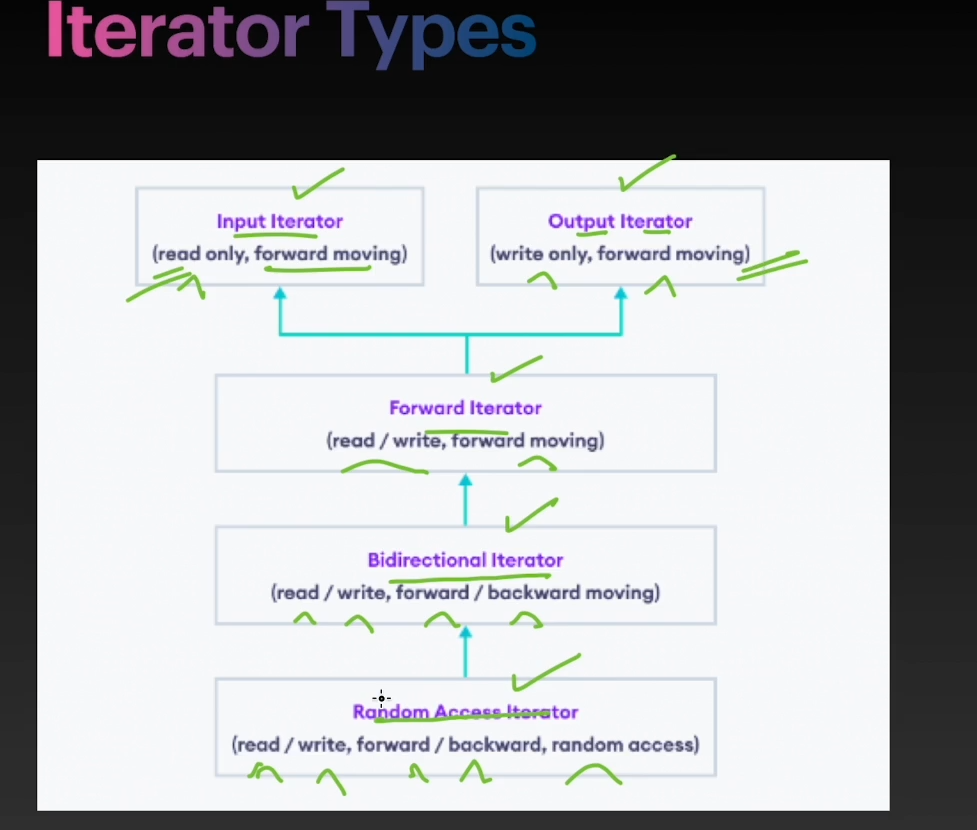 Iterator Types
Input Iterator
(read only, forward moving)
Output Iterator
(write only, forward moving)
Forward Iterator
(read / write, forward moving)
Bidirectional Iterator
(read / write, forward / backward moving)
Random Access Iterator
(read / write, forward / backward, random access)